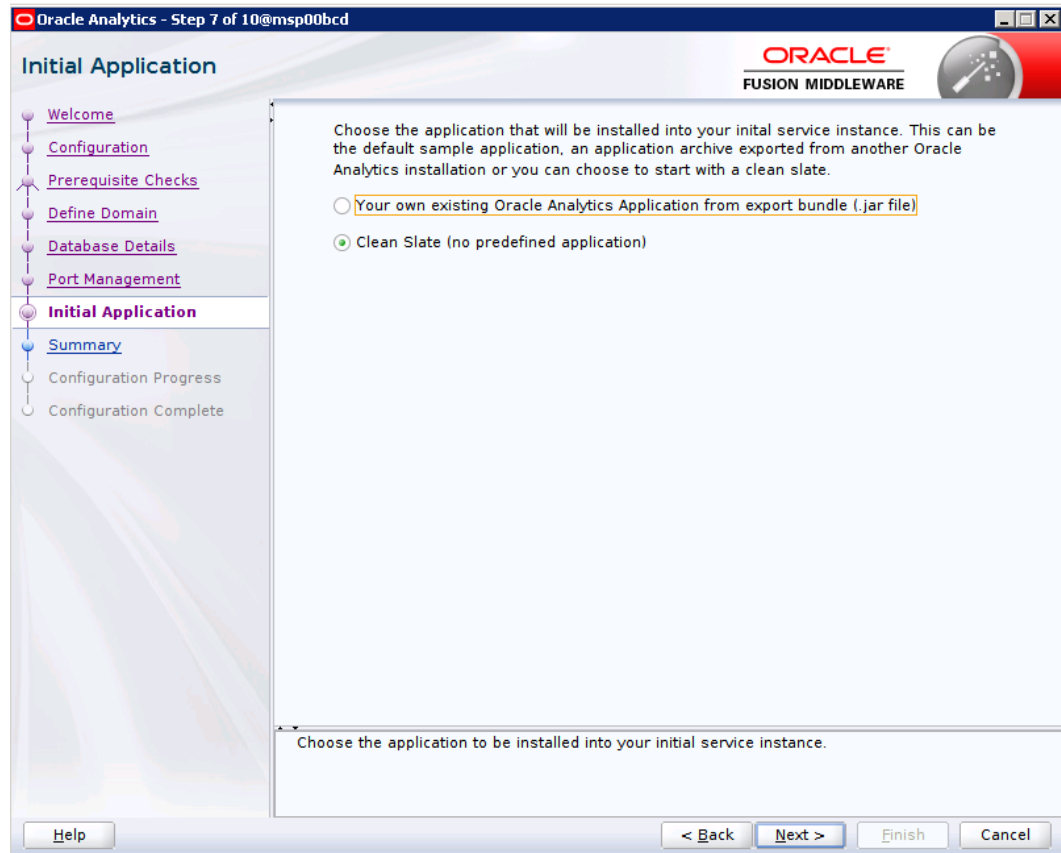 Oracle Analytics - Step 7 of 10@msp00bcd
Initial Application
ORACLE
FUSION MIDDLEWARE
Welcome
Configuration
Prerequisite Checks
Define Domain
Database Details
Port Management
Initial Application
Summary
Configuration Progress
Configuration Complete
Choose the application that will be installed into your inital service instance. This can be
the default sample application, an application archive exported from another Oracle
Analytics installation or you can choose to start with a clean slate.
Your own existing Oracle Analytics Application from export bundle (.jar file)
Clean Slate (no predefined application)
Choose the application to be installed into your initial service instance.
Help
< Back
Next >
Finish
Cancel